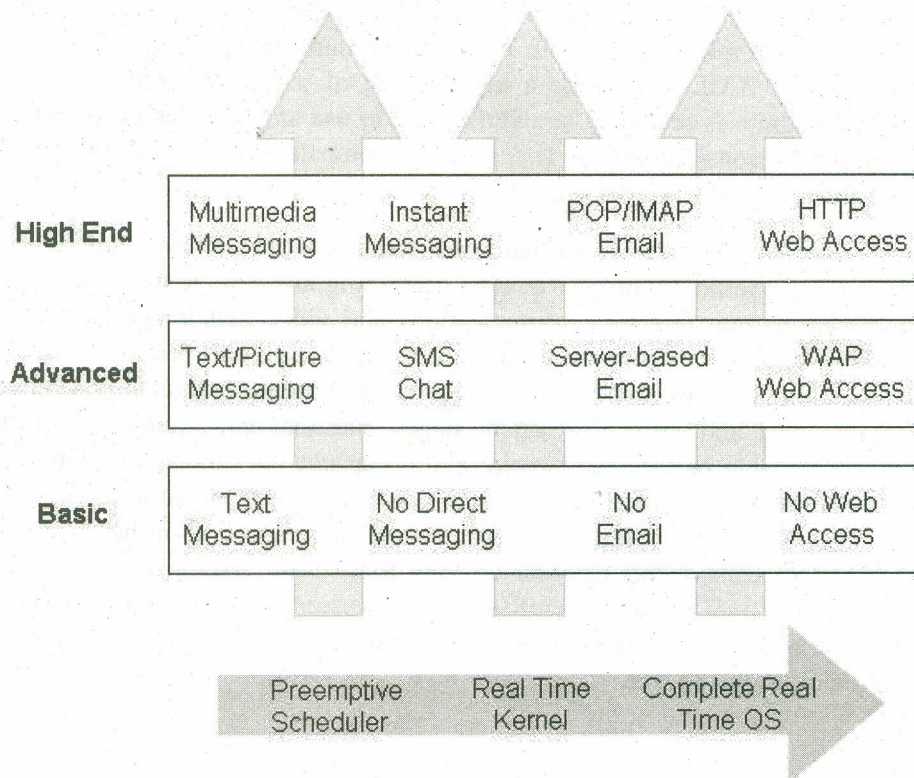 High End
Multimedia
Messaging
Instant
Messaging
POP/IMAP
Email
HTTP
Web Access
Advanced
Text/Picture
Messaging
SMS
Chat
Server-based
Email
WAP
Web Access
Basic
Text
Messaging
No Direct
Messaging
No
Email
No Web
Access
Preemptive
Scheduler
Real Time
Kernel
Complete Real
Time OS